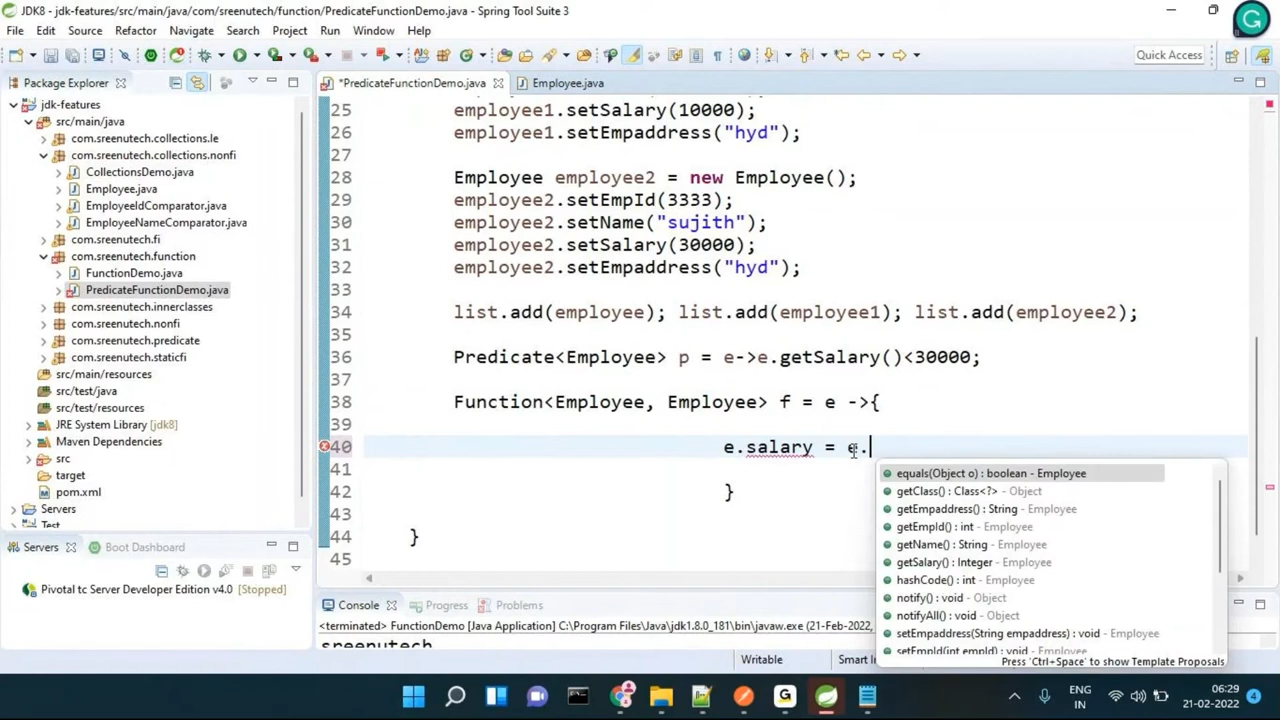 JDK8 - jdk-features/src/main/java/com/sreenutech/function/PredicateFunctionDemo.java - Spring Tool Suite 3
File Edit Source Refactor Navigate Search Project Run Window Help
Quick Access
Package Explorer
*PredicateFunctionDemo.java
Employee.java
jdk-features
src/main/java
com.sreenutech.collections.le
com.sreenutech.collections.nonfi
CollectionsDemo.java
Employee.java
EmployeeIdComparator.java
EmployeeNameComparator.java
com.sreenutech.fi
com.sreenutech.function
FunctionDemo.java
PredicateFunctionDemo.java
com.sreenutech.innerclasses
com.sreenutech.nonfi
com.sreenutech.predicate
com.sreenutech.staticfi
src/main/resources
src/test/java
src/test/resources
JRE System Library [jdk8]
Maven Dependencies
src
target
pom.xml
Servers
Test
25 employee1.setSalary(10000);
26 employee1.setEmpaddress("hyd");
27
28 Employee employee2 = new Employee();
29 employee2.setEmpId(3333);
30 employee2.setName("sujith");
31 employee2.setSalary(30000);
32 employee2.setEmpaddress("hyd");
33
34 list.add(employee); list.add(employee1); list.add(employee2);
35
36 Predicate<Employee> p = e->e.getSalary()<30000;
37
38 Function<Employee, Employee> f = e ->{
39
40 e.salary = e.
41
42 }
43
44 }
45
equals(Object o) : boolean - Employee
getClass() : Class<?> - Object
getEmpaddress() : String - Employee
getEmpId() : int - Employee
getName() : String - Employee
getSalary() : Integer - Employee
hashCode() : int - Employee
notify() : void - Object
notifyAll() : void - Object
setEmpaddress(String empaddress) : void - Employee
setEmpId(int empId) : void - Employee
Press 'Ctrl+Space' to show Template Proposals
Servers
Boot Dashboard
Pivotal tc Server Developer Edition v4.0 [Stopped]
Console
Progress
Problems
<terminated> FunctionDemo [Java Application] C:\Program Files\Java\jdk1.8.0_181\bin\javaw.exe (21-Feb-2022,
sreenutech
Writable
Smart In
ENG
IN
06:29
21-02-2022
4